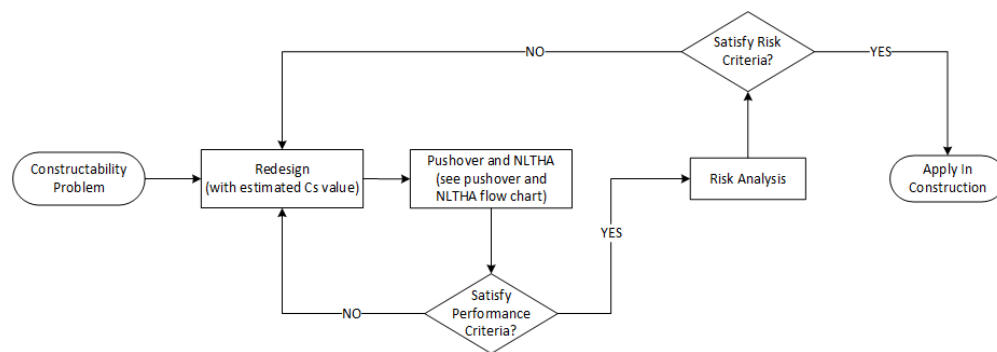 Satisfy Risk
Criteria?
NO
YES
Constructability
Problem
Redesign
(with estimated Cs value)
Pushover and NLTHA
(see pushover and
NLTHA flow chart)
Risk Analysis
Apply In
Construction
YES
Satisfy
Performance
Criteria?
NO